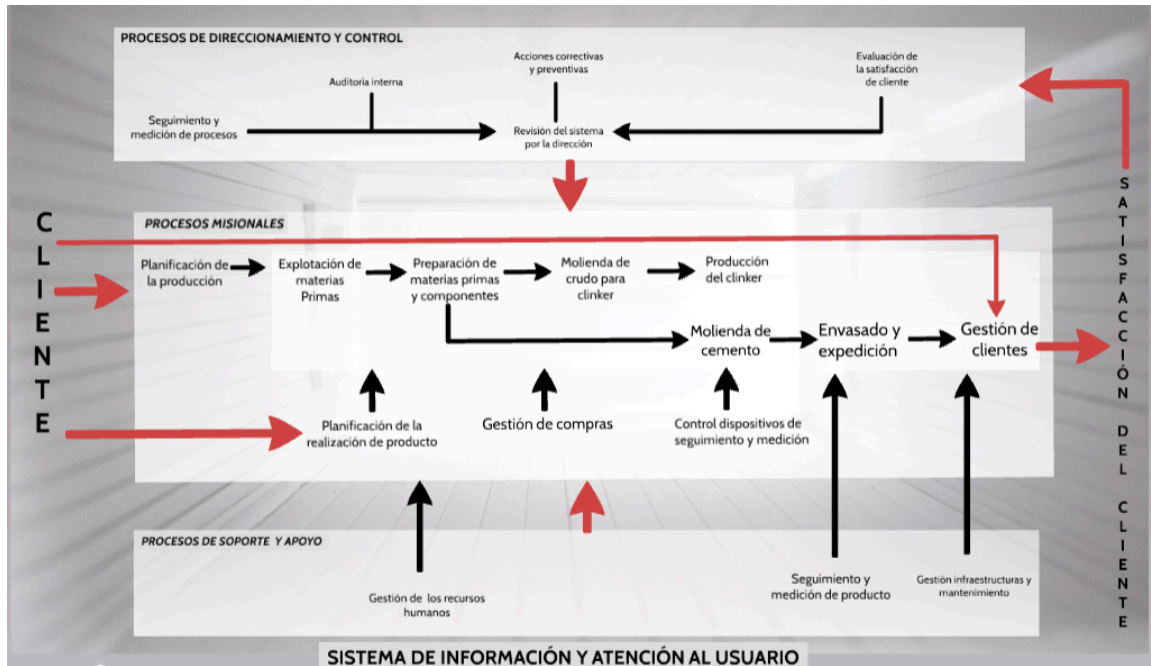 PROCESOS DE DIRECCIONAMIENTO Y CONTROL
Auditoria interna
Acciones correctivas
y preventivas
Evaluación de
la satisfacción
de cliente
Seguimiento y
medición de procesos
Revisión del sistema
por la dirección
CLIENTE
PROCESOS MISIONALES
Planificación de
la producción
Explotación de
materias
Primas
Preparación de
materias primas
y componentes
Molienda de
crudo para
clinker
Producción
del clinker
Molienda de
cemento
Envasado y
expedición
Gestión de
clientes
Planificación de la
realización de producto
Gestión de compras
Control dispositivos de
seguimiento y medición
SATISFACCIÓN DEL CLIENTE
PROCESOS DE SOPORTE Y APOYO
Gestión de los recursos
humanos
Seguimiento y
medición de producto
Gestión infraestructuras y
mantenimiento
SISTEMA DE INFORMACIÓN Y ATENCIÓN AL USUARIO